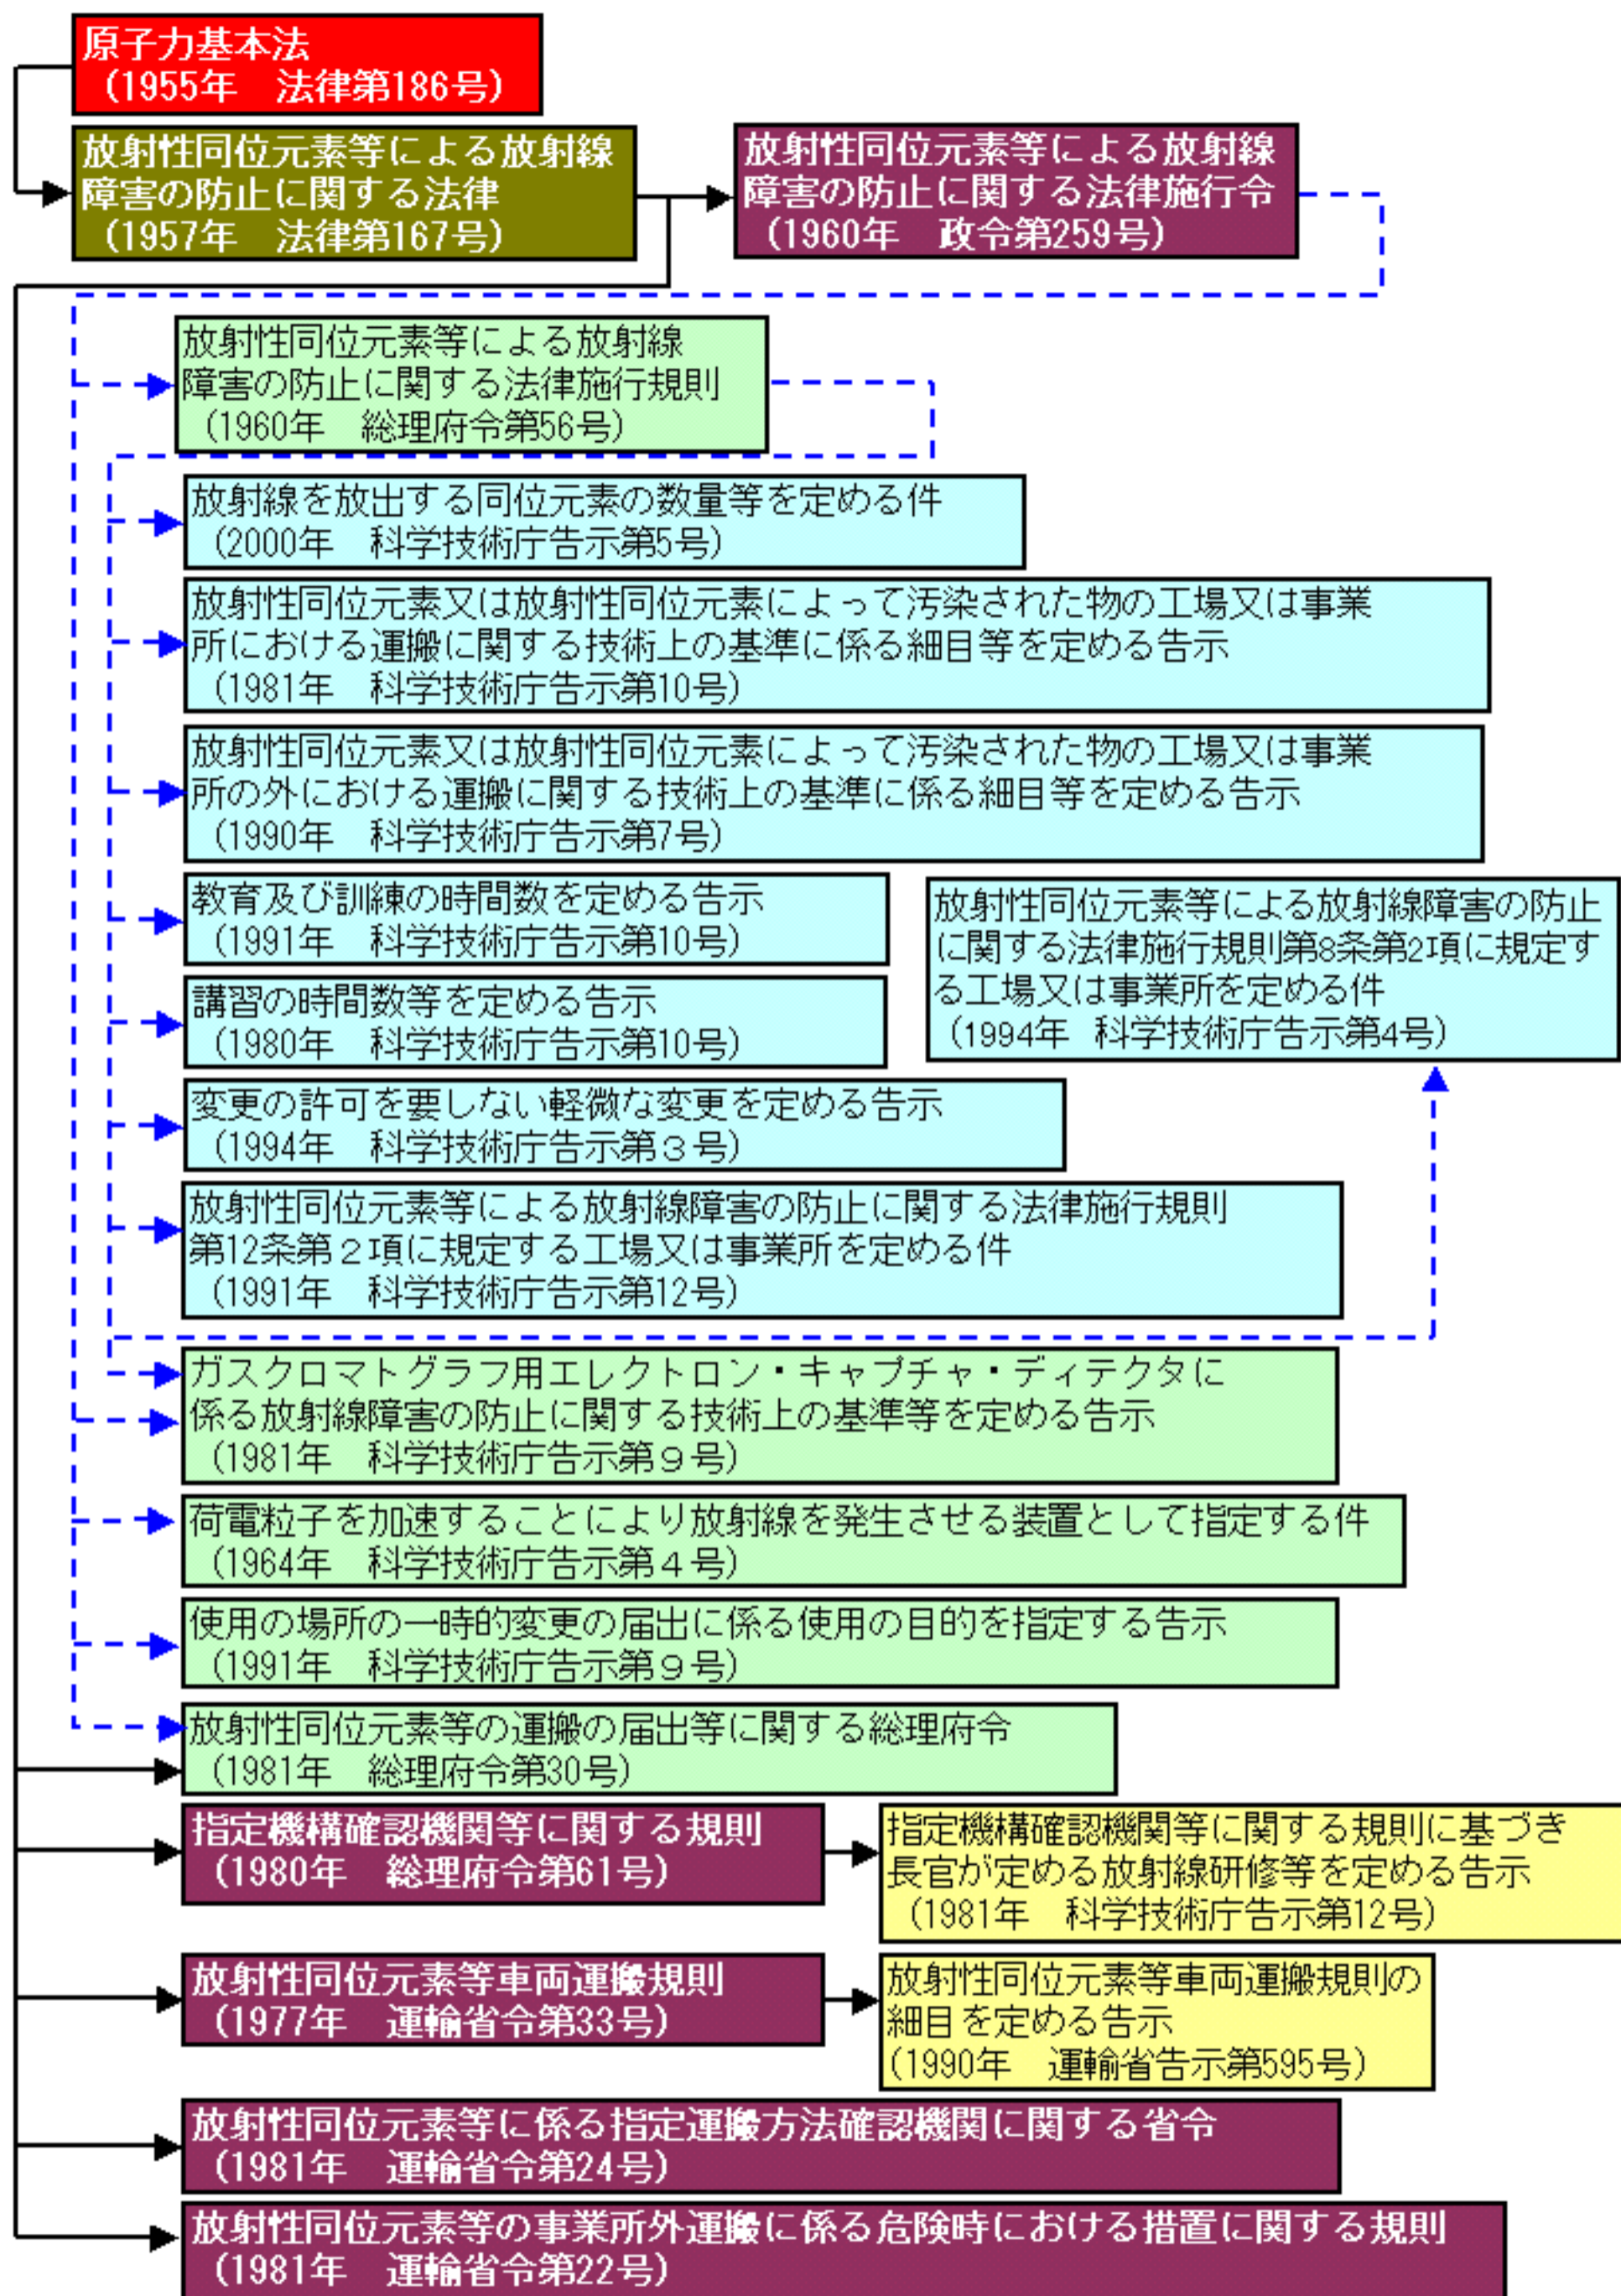 原子力基本法
（1955年　法律第186号）
放射性同位元素等による放射線
障害の防止に関する法律
（1957年　法律第167号）
放射性同位元素等による放射線
障害の防止に関する法律施行令
（1960年　政令第259号）
放射性同位元素等による放射線
障害の防止に関する法律施行規則
（1960年　総理府令第56号）
放射線を放出する同位元素の数量等を定める件
（2000年　科学技術庁告示第5号）
放射性同位元素又は放射性同位元素によって汚染された物の工場又は事業
所における運搬に関する技術上の基準に係る細目等を定める告示
（1981年　科学技術庁告示第10号）
放射性同位元素又は放射性同位元素によって汚染された物の工場又は事業
所の外における運搬に関する技術上の基準に係る細目等を定める告示
（1990年　科学技術庁告示第7号）
教育及び訓練の時間数を定める告示
（1991年　科学技術庁告示第10号）
放射性同位元素等による放射線障害の防止
に関する法律施行規則第8条第2項に規定す
る工場又は事業所を定める件
（1994年　科学技術庁告示第4号）
講習の時間数等を定める告示
（1980年　科学技術庁告示第10号）
変更の許可を要しない軽微な変更を定める告示
（1994年　科学技術庁告示第３号）
放射性同位元素等による放射線障害の防止に関する法律施行規則
第12条第２項に規定する工場又は事業所を定める件
（1991年　科学技術庁告示第12号）
ガスクロマトグラフ用エレクトロン・キャプチャ・ディテクタに
係る放射線障害の防止に関する技術上の基準等を定める告示
（1981年　科学技術庁告示第９号）
荷電粒子を加速することにより放射線を発生させる装置として指定する件
（1964年　科学技術庁告示第４号）
使用の場所の一時的変更の届出に係る使用の目的を指定する告示
（1991年　科学技術庁告示第９号）
放射性同位元素等の運搬の届出等に関する総理府令
（1981年　総理府令第30号）
指定機構確認機関等に関する規則
（1980年　総理府令第61号）
指定機構確認機関等に関する規則に基づき
長官が定める放射線研修等を定める告示
（1981年　科学技術庁告示第12号）
放射性同位元素等車両運搬規則
（1977年　運輸省令第33号）
放射性同位元素等車両運搬規則の
細目を定める告示
（1990年　運輸省告示第595号）
放射性同位元素等に係る指定運搬方法確認機関に関する省令
（1981年　運輸省令第24号）
放射性同位元素等の事業所外運搬に係る危険時における措置に関する規則
（1981年　運輸省令第22号）